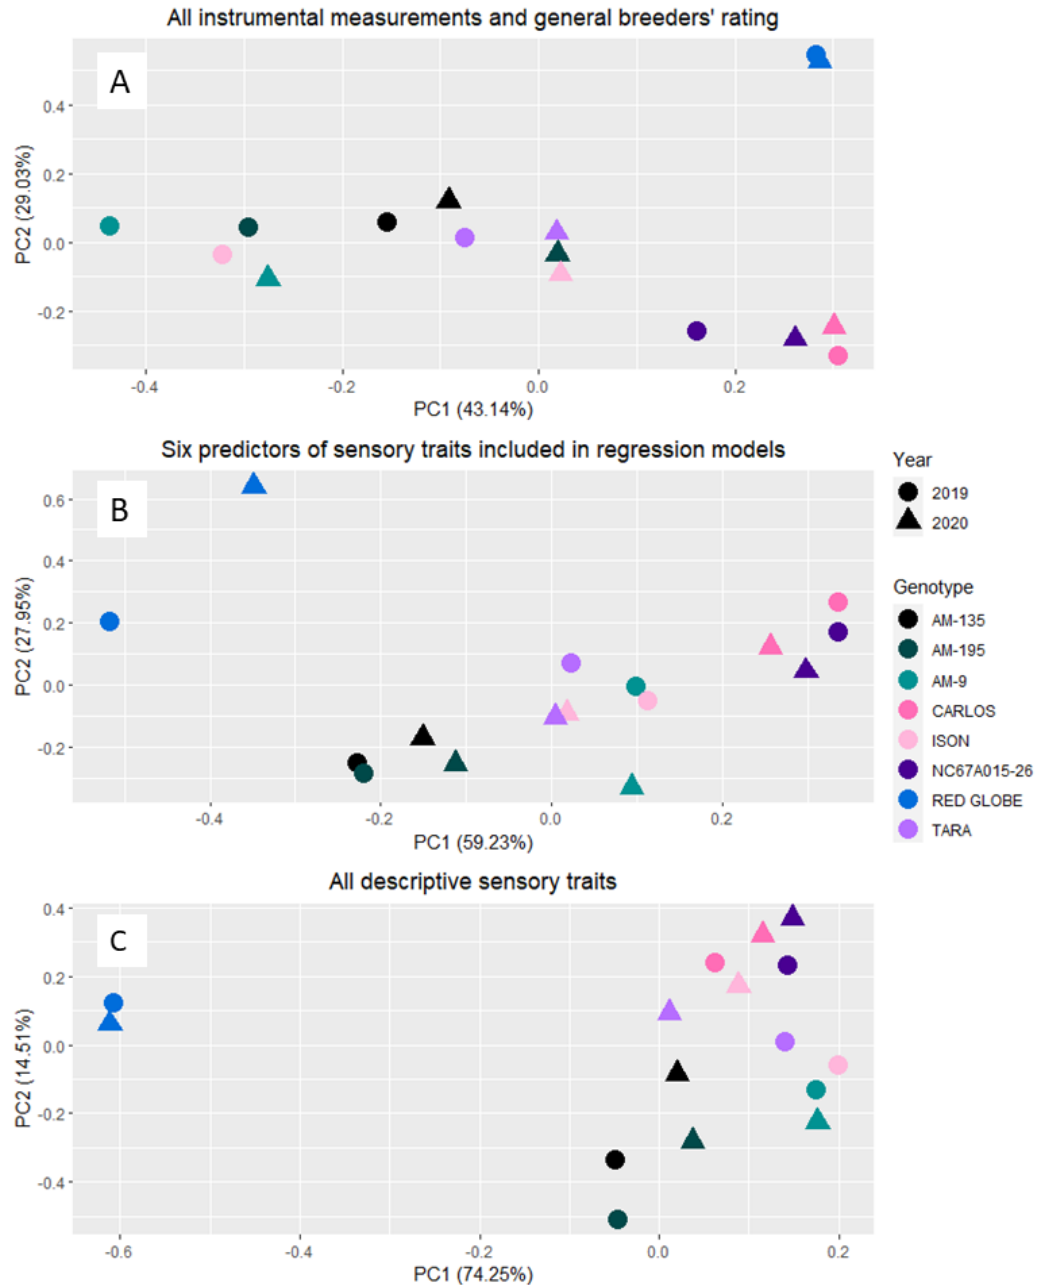 All instrumental measurements and general breeders' rating
A
PC2 (29.03%)
0.4
0.2
0.0
-0.2
-0.4 -0.2 0.0 0.2
PC1 (43.14%)
Six predictors of sensory traits included in regression models
B
PC2 (27.95%)
0.6
0.4
0.2
0.0
-0.2
-0.4 -0.2 0.0 0.2
PC1 (59.23%)
Year
2019
2020
Genotype
AM-135
AM-195
AM-9
CARLOS
ISON
NC67A015-26
RED GLOBE
TARA
All descriptive sensory traits
C
PC2 (14.51%)
0.4
0.2
0.0
-0.2
-0.4
-0.6 -0.4 -0.2 0.0 0.2
PC1 (74.25%)